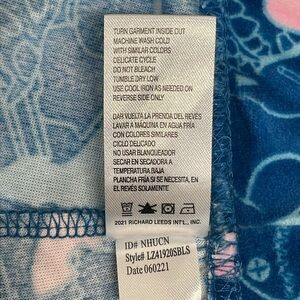 TURN GARMENT INSIDE OUT
MACHINE WASH COLD
WITH SIMILAR COLORS
DELICATE CYCLE
DO NOT BLEACH
TUMBLE DRY LOW
USE COOL IRON AS NEEDED ON
REVERSE SIDE ONLY
DAR VUELTA LA PRENDA DEL REVÉS
LAVAR A MÁQUINA EN AGUA FRÍA
CON COLORES SIMILARES
CICLO DELICADO
NO USAR BLANQUEADOR
SECAR EN SECADORA A
TEMPERATURA BAJA
PLANCHA FRÍA SI SE NECESITA, EN
EL REVÉS SOLAMENTE
2021 RICHARD LEEDS INT'L., INC.
ID# NHUCN
Style# LZ41920SBLS
Date 060221